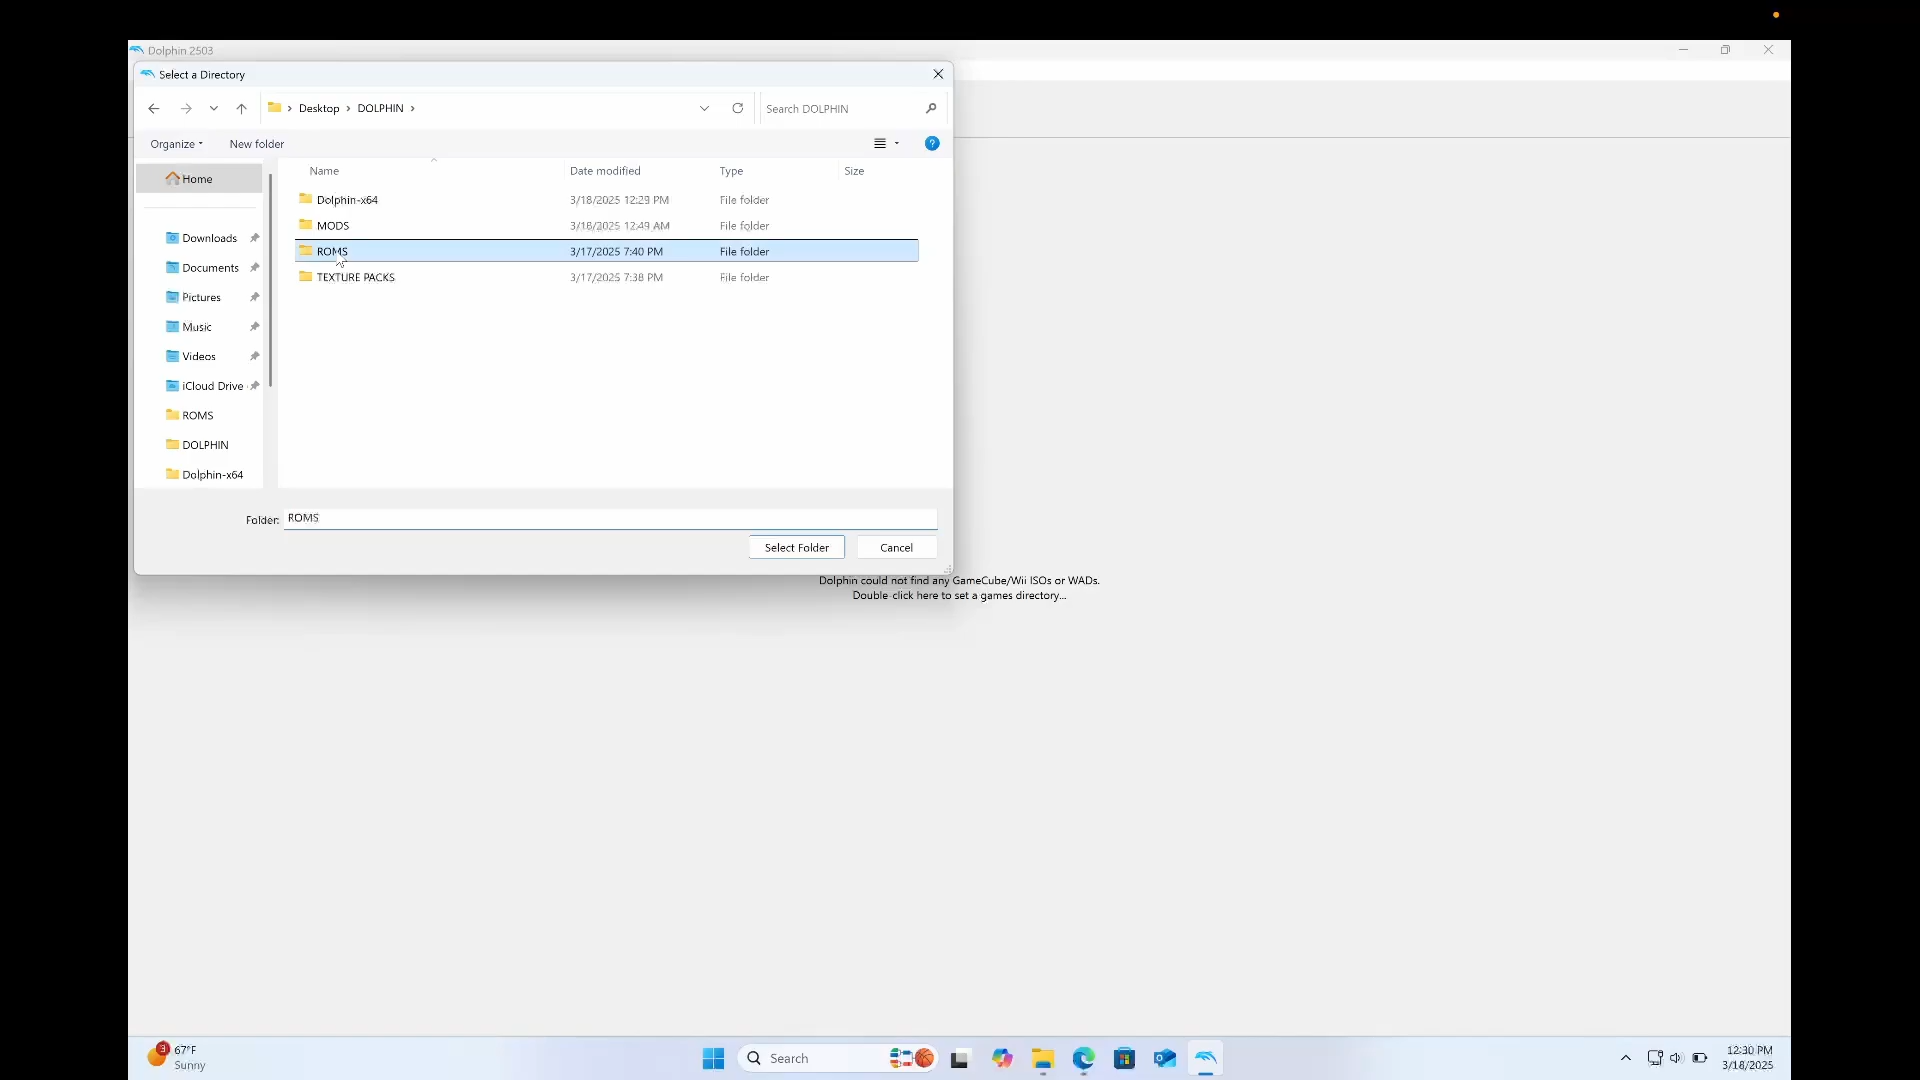 Dolphin 2503
Select a Directory
Desktop > DOLPHIN >
Search DOLPHIN
Organize
New folder
Name Date modified Type Size
Home
Dolphin-x64 3/18/2025 12:29 PM File folder
MODS 3/18/2025 12:49 AM File folder
ROMS 3/17/2025 7:40 PM File folder
TEXTURE PACKS 3/17/2025 7:38 PM File folder
Downloads
Documents
Pictures
Music
Videos
iCloud Drive
ROMS
DOLPHIN
Dolphin-x64
Folder: ROMS
Select Folder Cancel
Dolphin could not find any GameCube/Wii ISOs or WADs.
Double-click here to set a games directory...
3
67°F
Sunny
Search
12:30 PM
3/18/2025